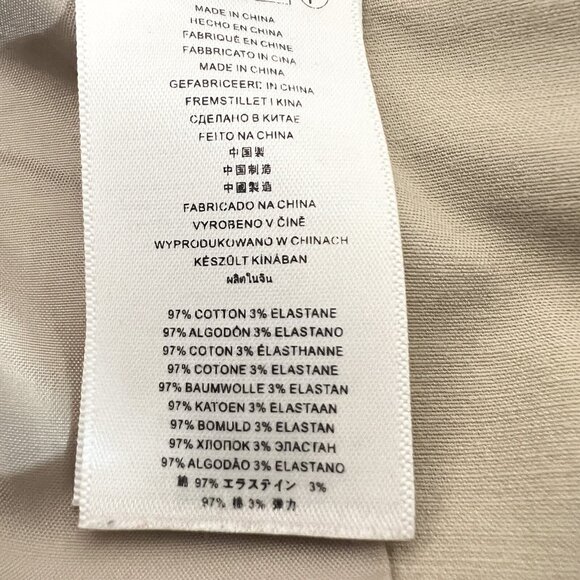 MADE IN CHINA
HECHO EN CHINA
FABRIQUÉ EN CHINE
FABBRICATO IN CINA
MADE IN CHINA
GEFABRICEERD IN CHINA
FREMSTILLET I KINA
СДЕЛАНО В КИТАЕ
FEITO NA CHINA
中国製
中国制造
中國製造
FABRICADO NA CHINA
VYROBENO V ČÍNĚ
WYPRODUKOWANO W CHINACH
KÉSZÜLT KÍNÁBAN
ผลิตในจีน
97% COTTON 3% ELASTANE
97% ALGODÓN 3% ELASTANO
97% COTON 3% ÉLASTHANNE
97% COTONE 3% ELASTANE
97% BAUMWOLLE 3% ELASTAN
97% KATOEN 3% ELASTAAN
97% BOMULD 3% ELASTAN
97% ХЛОПОК 3% ЭЛАСТАН
97% ALGODÃO 3% ELASTANO
綿 97% エラステイン 3%
97% 棉 3% 弹力